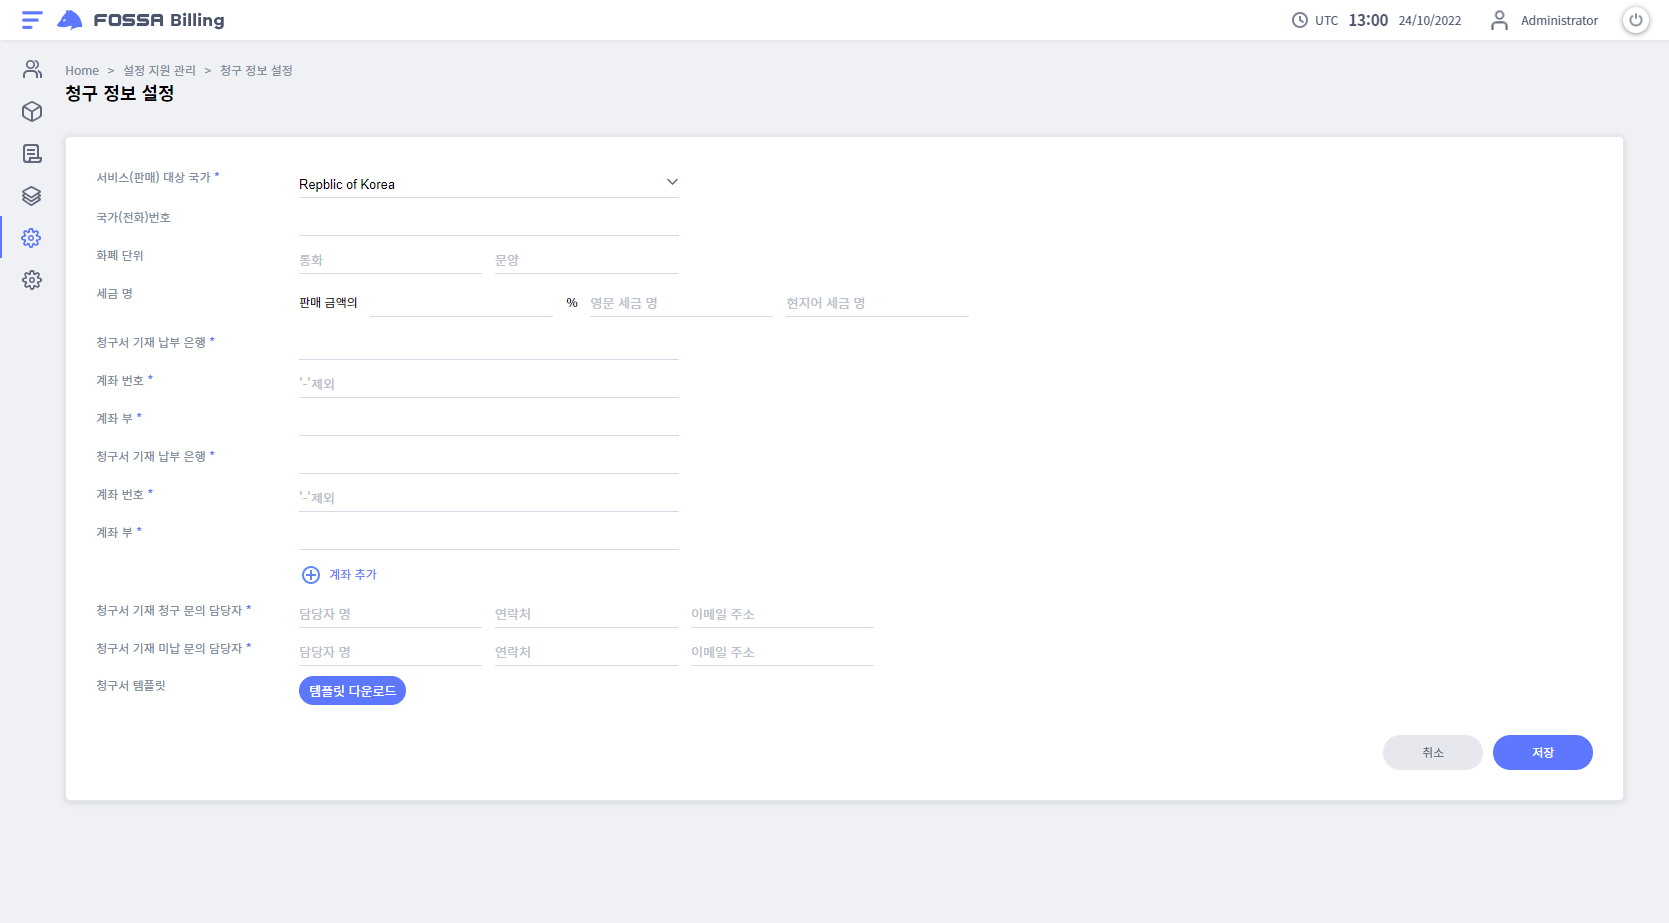 FOSSA Billing
UTC 13:00 24/10/2022 Administrator
Home > 설정 지원 관리 > 청구 정보 설정
청구 정보 설정
서비스(판매) 대상 국가 * Repblic of Korea
국가(전화)번호
화폐 단위 통화 문양
세금 명 판매 금액의 % 영문 세금 명 현지어 세금 명
청구서 기재 납부 은행 *
계좌 번호 * '-'제외
계좌 부 *
청구서 기재 납부 은행 *
계좌 번호 * '-'제외
계좌 부 *
계좌 추가
청구서 기재 청구 문의 담당자 * 담당자 명 연락처 이메일 주소
청구서 기재 미납 문의 담당자 * 담당자 명 연락처 이메일 주소
청구서 템플릿 템플릿 다운로드
취소 저장